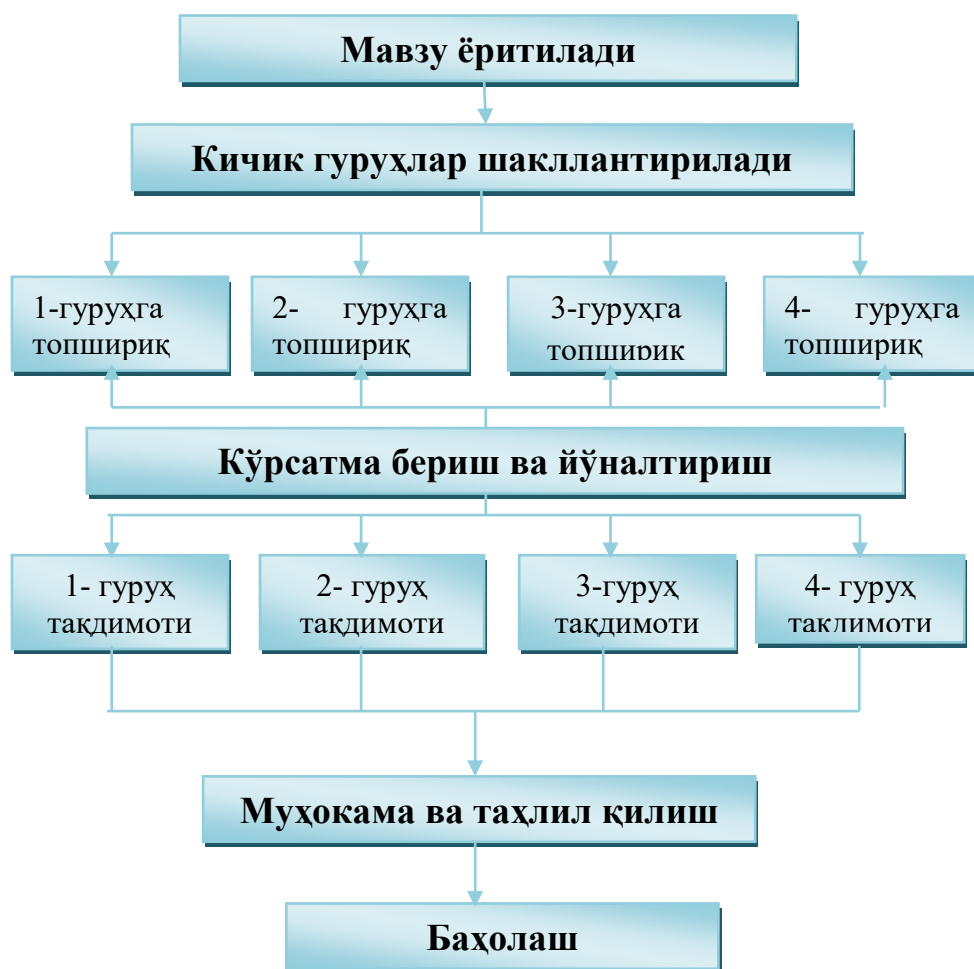 Мавзу ёритилади
Кичик гуруҳлар шакллантирилади
1-гуруҳга
топшириқ
2- гуруҳга
топшириқ
3-гуруҳга
топшириқ
4- гуруҳга
топшириқ
Кўрсатма бериш ва йўналтириш
1- гуруҳ
тақдимоти
2- гуруҳ
тақдимоти
3-гуруҳ
тақдимоти
4- гуруҳ
тақдимоти
Муҳокама ва таҳлил қилиш
Баҳолаш